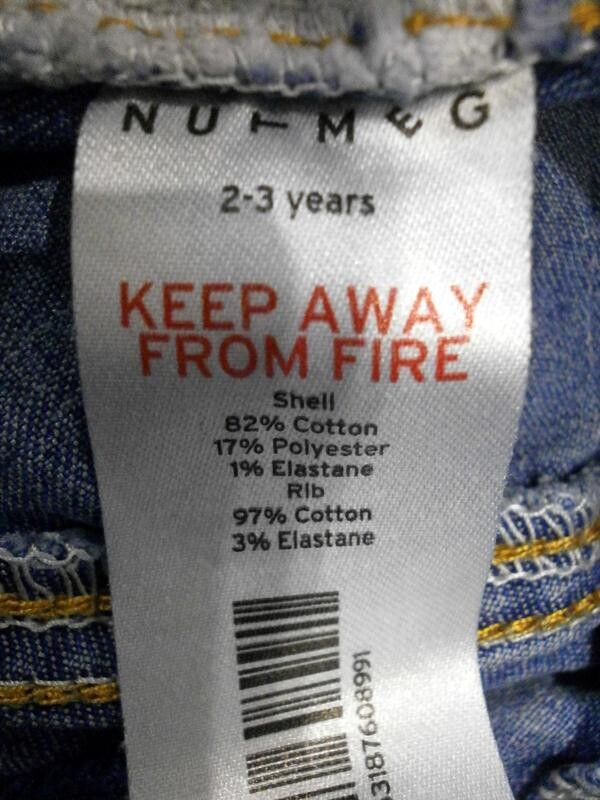 NUTMEG
2-3 years
KEEP AWAY
FROM FIRE
Shell
82% Cotton
17% Polyester
1% Elastane
Rib
97% Cotton
3% Elastane